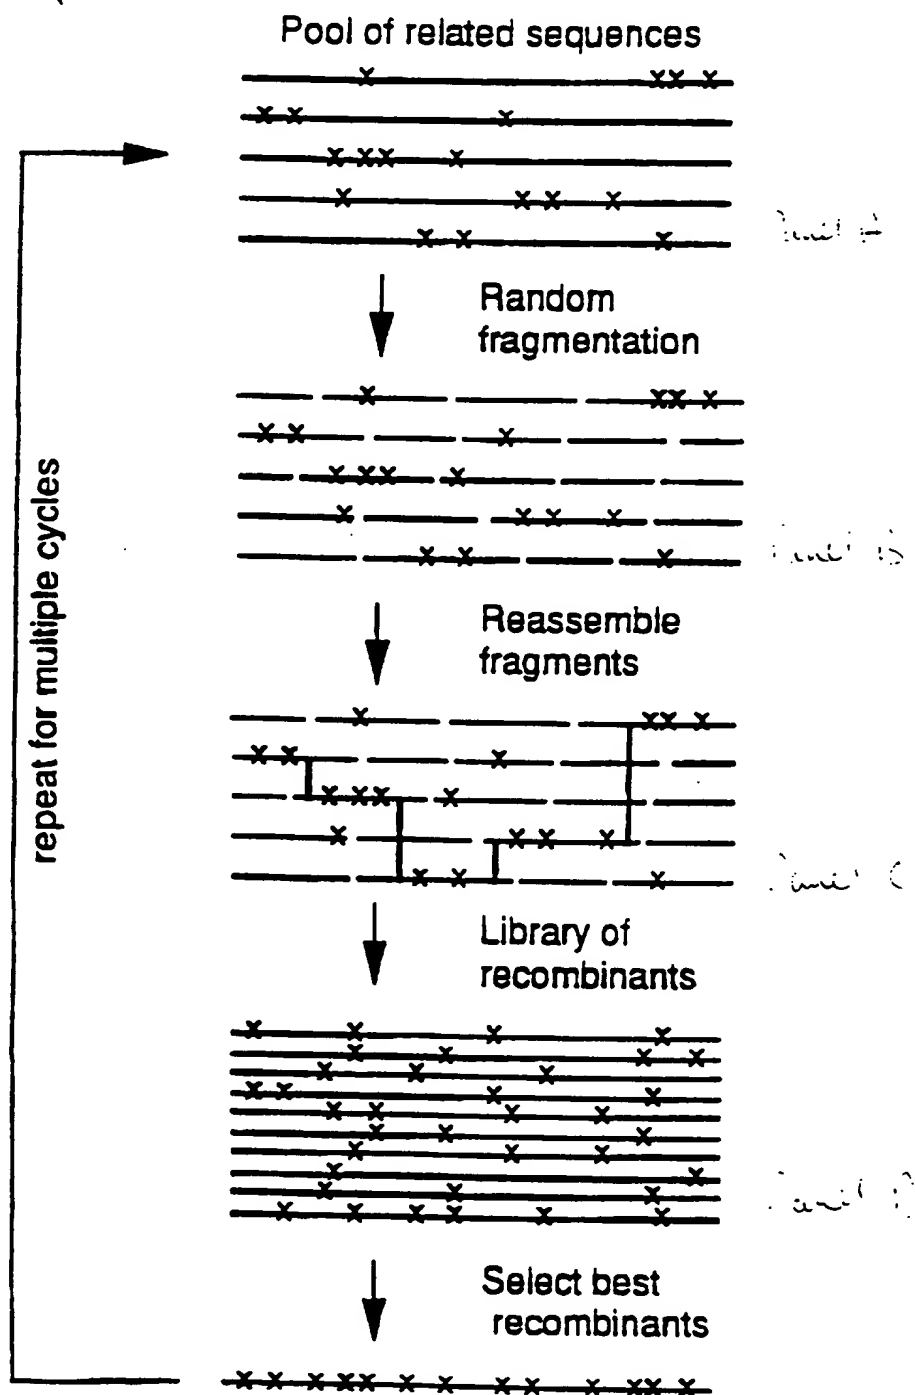 Pool of related sequences
Random
fragmentation
Reassemble
fragments
repeat for multiple cycles
Library of
recombinants
Select best
recombinants